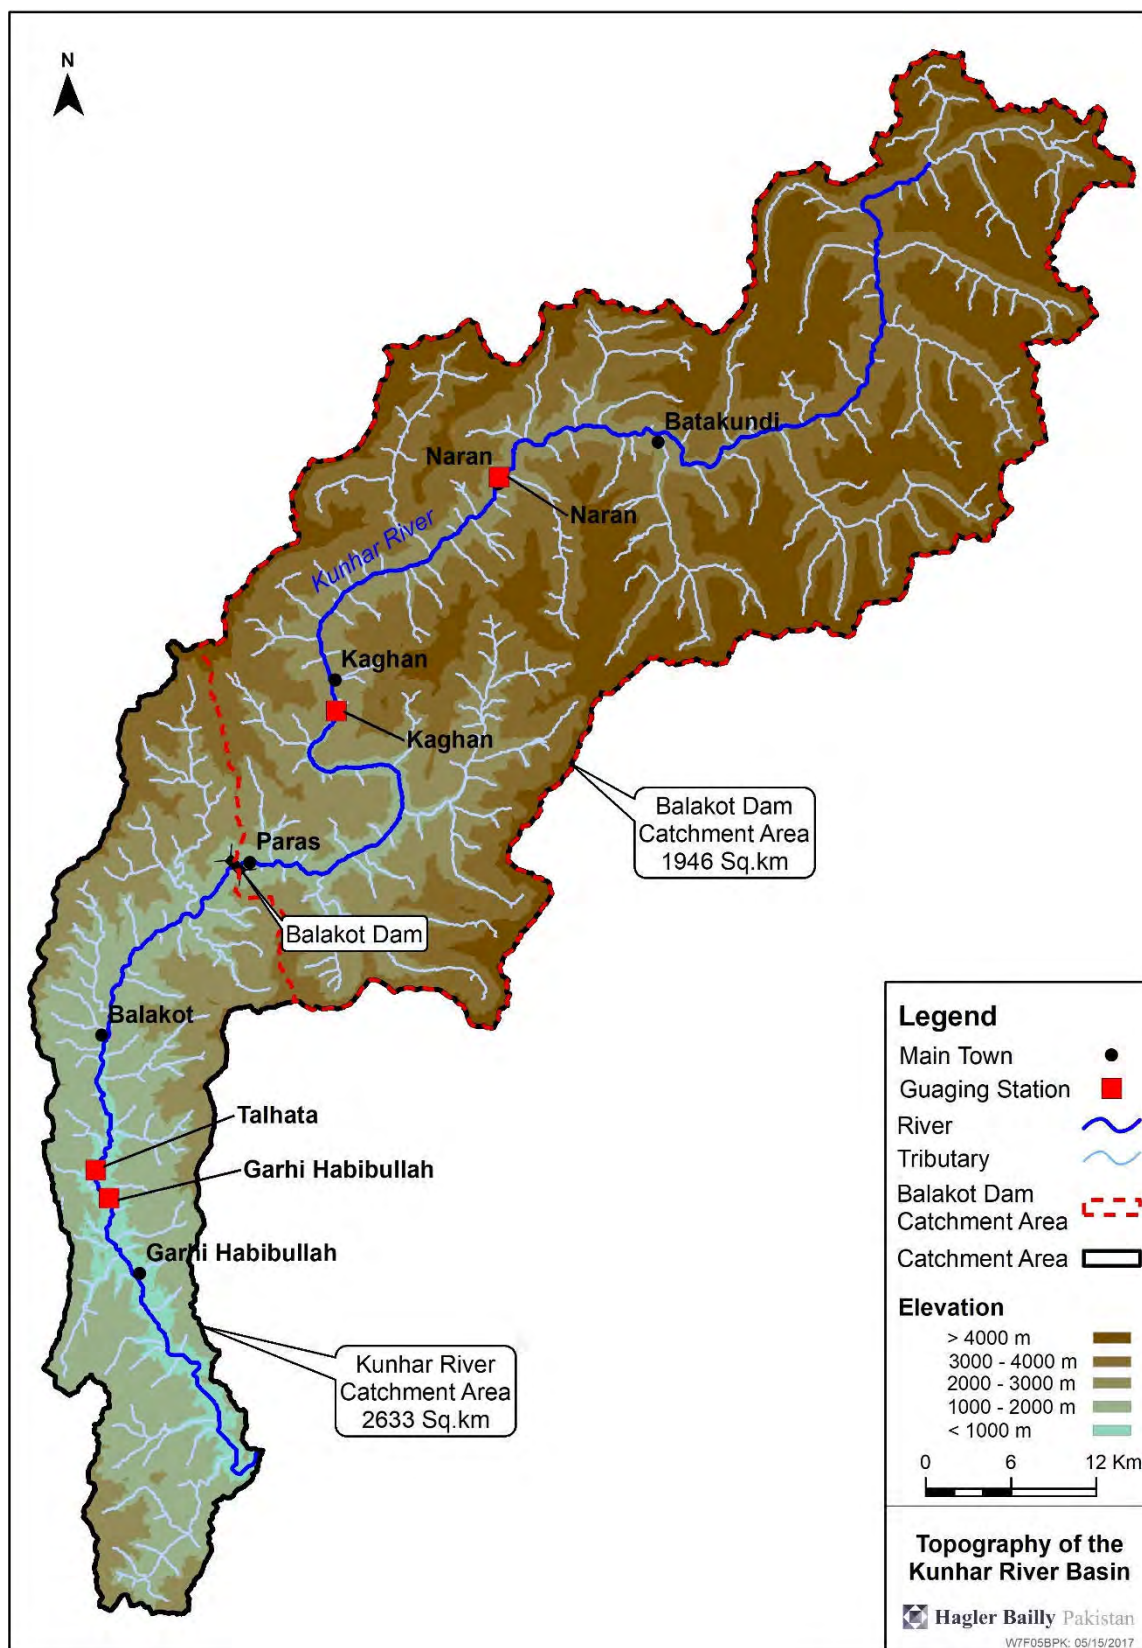 N
Batakundi
Naran
Naran
Kunhar River
Kaghan
Kaghan
Balakot Dam
Catchment Area
1946 Sq.km
Paras
Balakot Dam
Balakot
Talhata
Garhi Habibullah
Garhi Habibullah
Kunhar River
Catchment Area
2633 Sq.km
Legend
Main Town
Guaging Station
River
Tributary
Balakot Dam
Catchment Area
Catchment Area
Elevation
> 4000 m
3000 - 4000 m
2000 - 3000 m
1000 - 2000 m
< 1000 m
0 6 12 Km
Topography of the
Kunhar River Basin
Hagler Bailly Pakistan
W7F05BPK: 05/15/2017